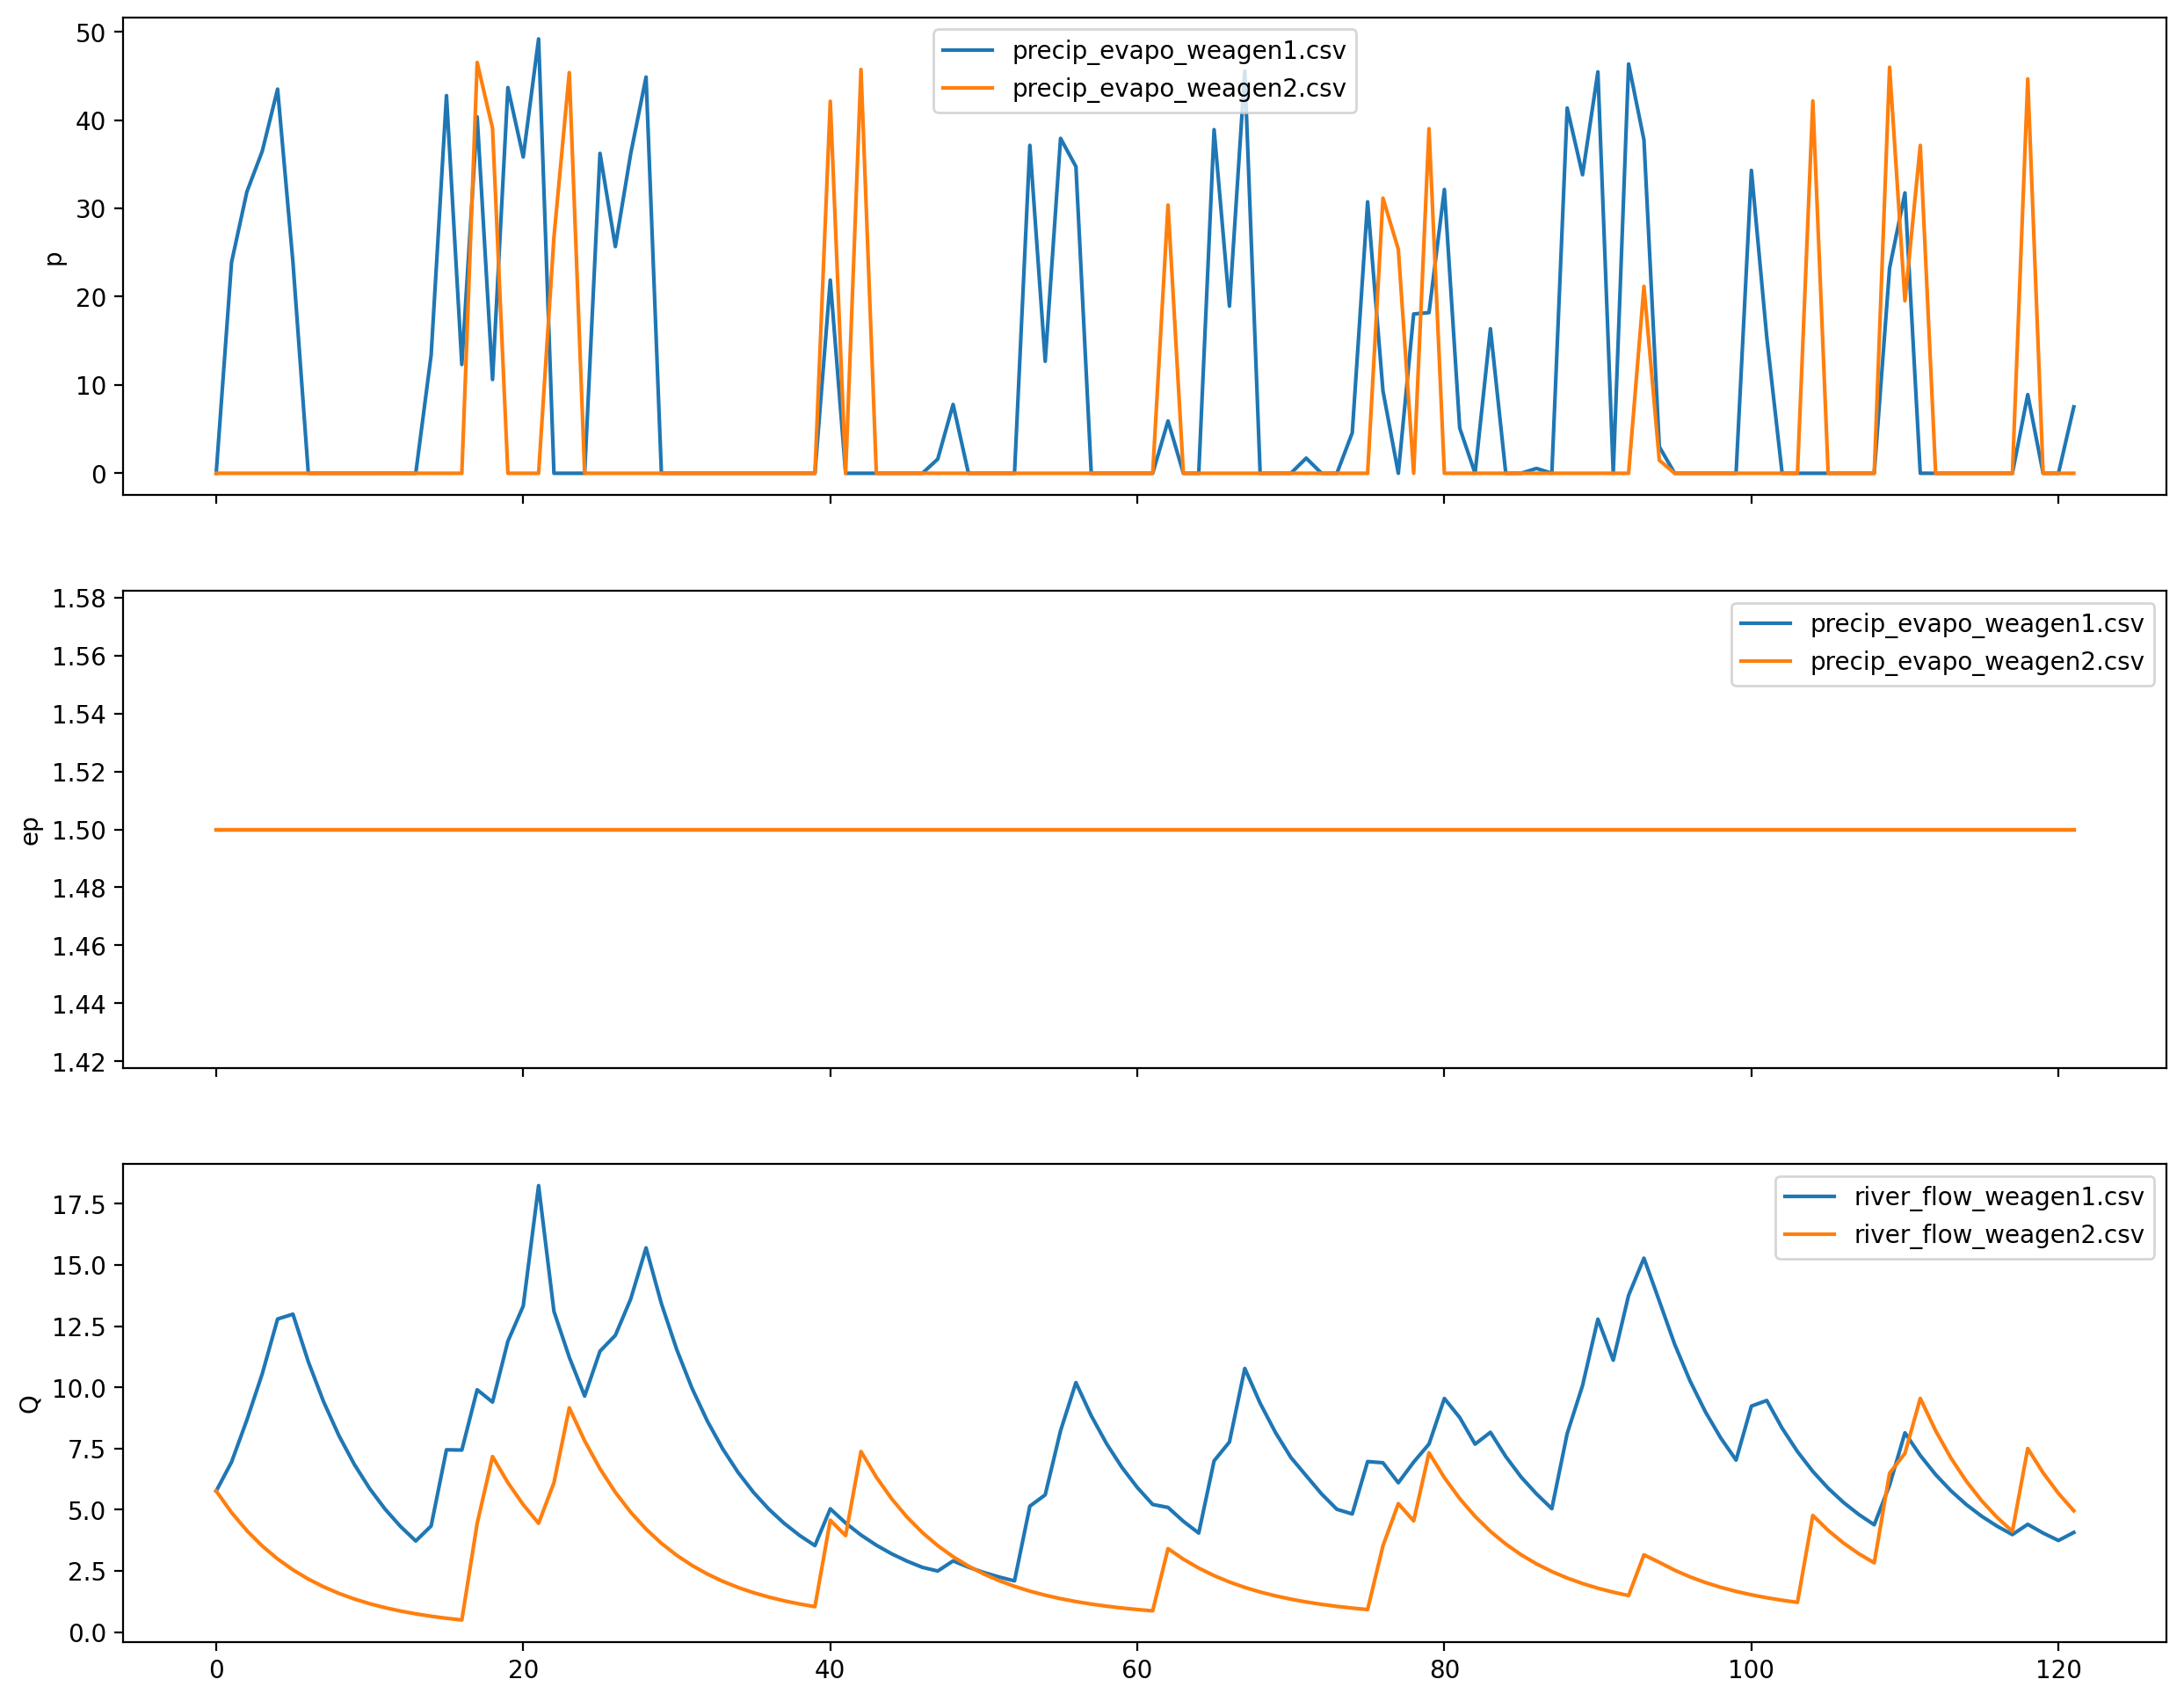 50
40
30
20
10
0
p
precip_evapo_weagen1.csv
precip_evapo_weagen2.csv
1.58
1.56
1.54
1.52
1.50
1.48
1.46
1.44
1.42
ep
precip_evapo_weagen1.csv
precip_evapo_weagen2.csv
17.5
15.0
12.5
10.0
7.5
5.0
2.5
0.0
Q
river_flow_weagen1.csv
river_flow_weagen2.csv
0 20 40 60 80 100 120